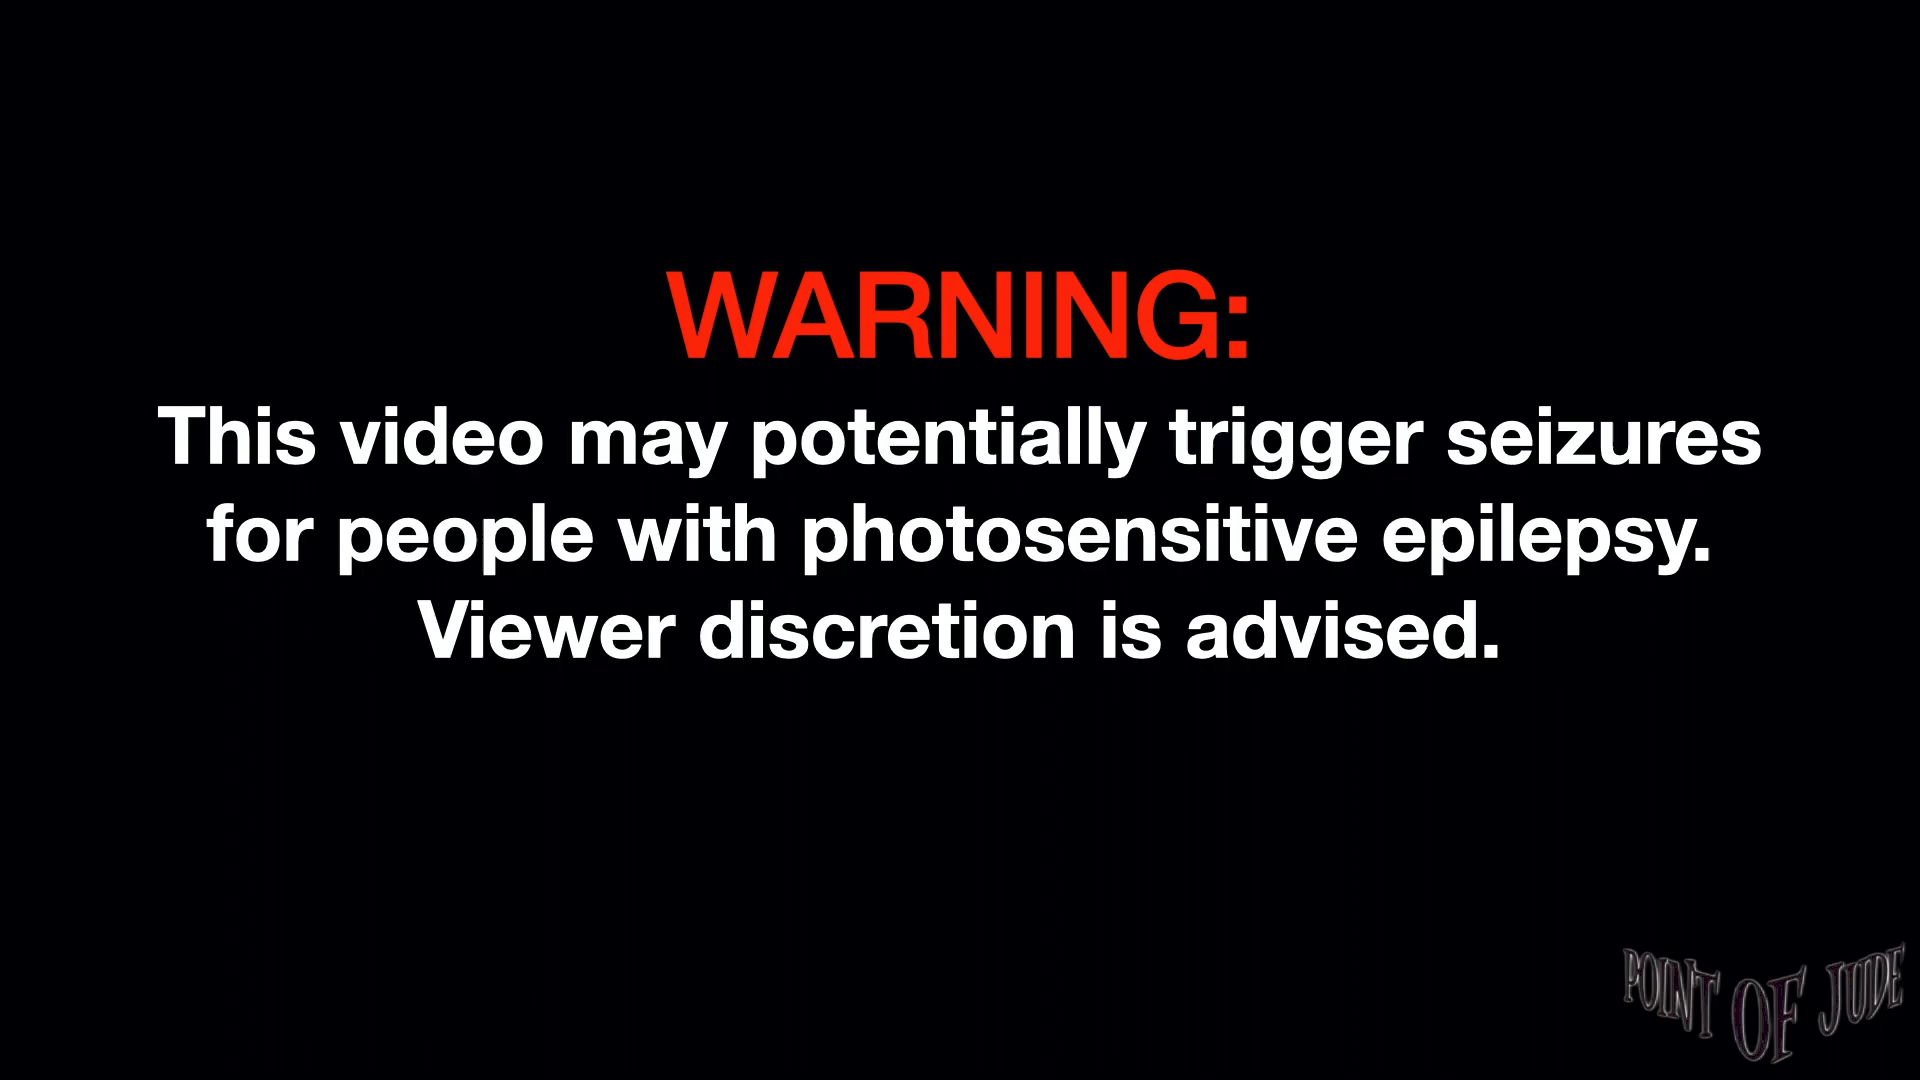 WARNING:
This video may potentially trigger seizures
for people with photosensitive epilepsy.
Viewer discretion is advised.
POINT OF JUDE